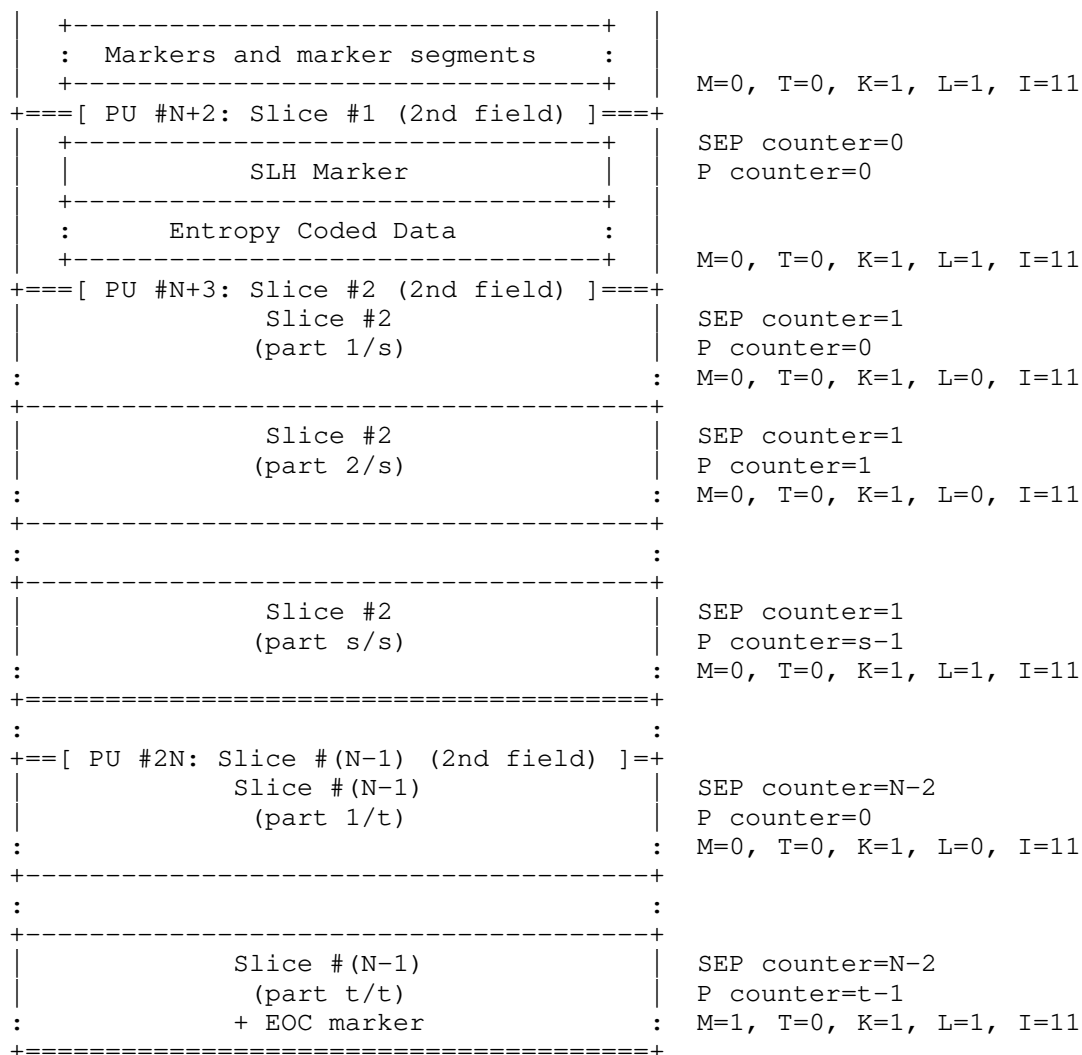 |  +---------------------------------+  |
|  :  Markers and marker segments    :  |
|  +---------------------------------+  |  M=0, T=0, K=1, L=1, I=11
+===[ PU #N+2: Slice #1 (2nd field) ]===+
|  +---------------------------------+  |  SEP counter=0
|  |           SLH Marker            |  |  P counter=0
|  +---------------------------------+  |
|  :      Entropy Coded Data         :  |
|  +---------------------------------+  |  M=0, T=0, K=1, L=1, I=11
+===[ PU #N+3: Slice #2 (2nd field) ]===+
|               Slice #2                |  SEP counter=1
|              (part 1/s)               |  P counter=0
:                                       :  M=0, T=0, K=1, L=0, I=11
+---------------------------------------+
|               Slice #2                |  SEP counter=1
|              (part 2/s)               |  P counter=1
:                                       :  M=0, T=0, K=1, L=0, I=11
+---------------------------------------+
:                                       :
+---------------------------------------+
|               Slice #2                |  SEP counter=1
|              (part s/s)               |  P counter=s-1
:                                       :  M=0, T=0, K=1, L=1, I=11
+=======================================+
:                                       :
+==[ PU #2N: Slice #(N-1) (2nd field) ]=+
|             Slice #(N-1)              |  SEP counter=N-2
|              (part 1/t)               |  P counter=0
:                                       :  M=0, T=0, K=1, L=0, I=11
+---------------------------------------+
:                                       :
+---------------------------------------+
|             Slice #(N-1)              |  SEP counter=N-2
|              (part t/t)               |  P counter=t-1
:             + EOC marker              :  M=1, T=0, K=1, L=1, I=11
+=======================================+